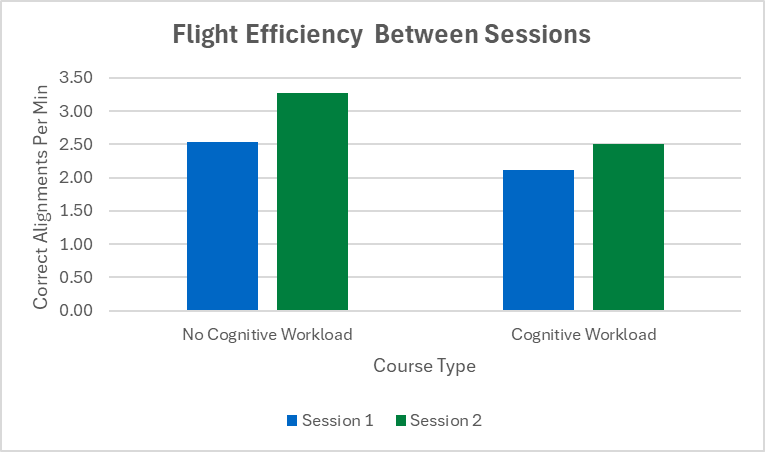 Flight Efficiency  Between Sessions
Correct Alignments Per Min
3.50
3.00
2.50
2.00
1.50
1.00
0.50
0.00
No Cognitive Workload
Cognitive Workload
Course Type
Session 1
Session 2